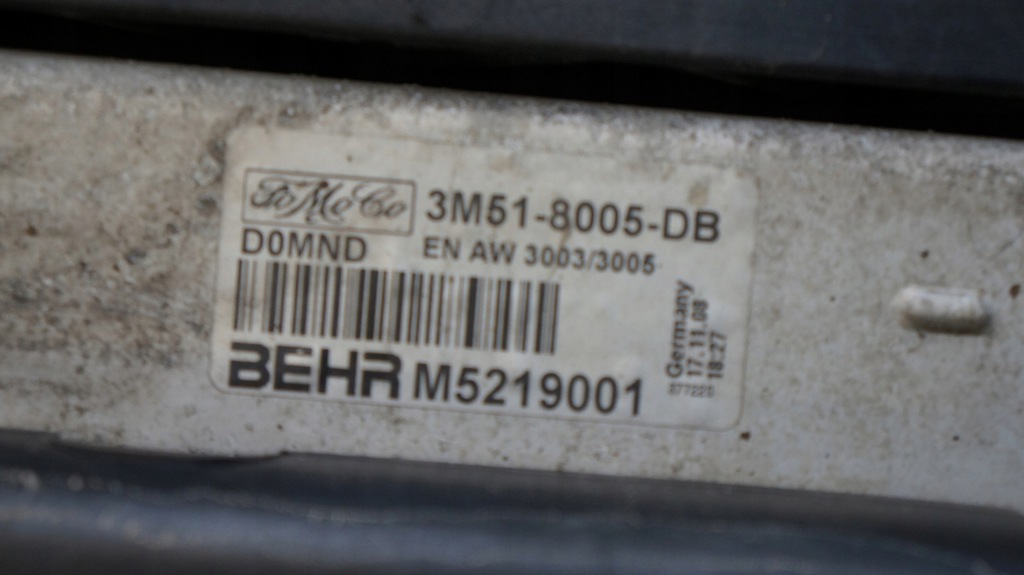 FoMoCo 3M51-8005-DB
D0MND EN AW 3003/3005
BEHR M5219001
Germany
17.11.08
18:27